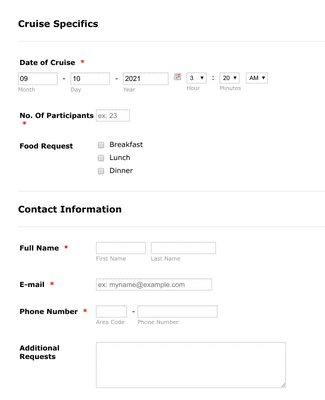 Cruise Specifics
Date of Cruise *
09 - 10 - 2021 3 : 20 AM
Month Day Year Hour Minutes
No. Of Participants ex: 23
*
Food Request Breakfast
Lunch
Dinner
Contact Information
Full Name *
First Name Last Name
E-mail * ex: myname@example.com
Phone Number * -
Area Code Phone Number
Additional
Requests